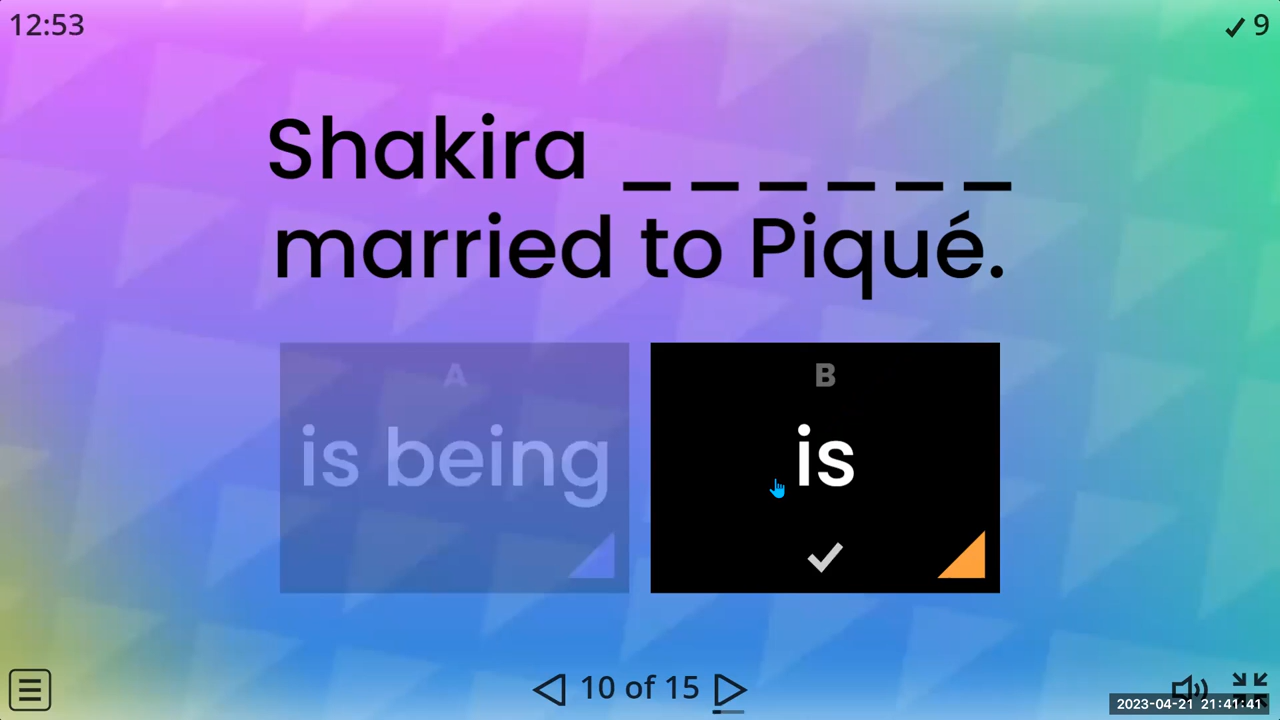 12:53
9
Shakira ______
married to Piqué.
A
is being
B
is
10 of 15
2023-04-21 21:41:41